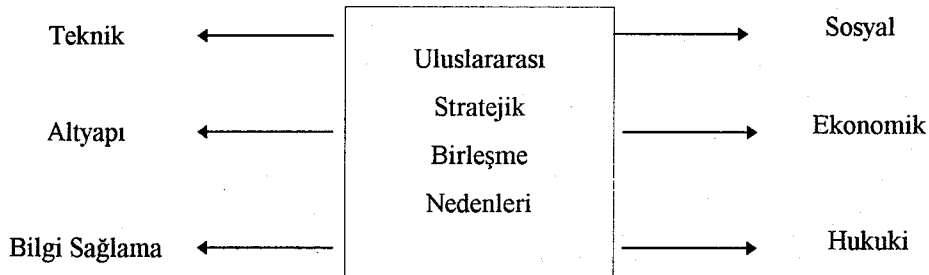 Teknik
Altyapı
Bilgi Sağlama
Uluslararası
Stratejik
Birleşme
Nedenleri
Sosyal
Ekonomik
Hukuki